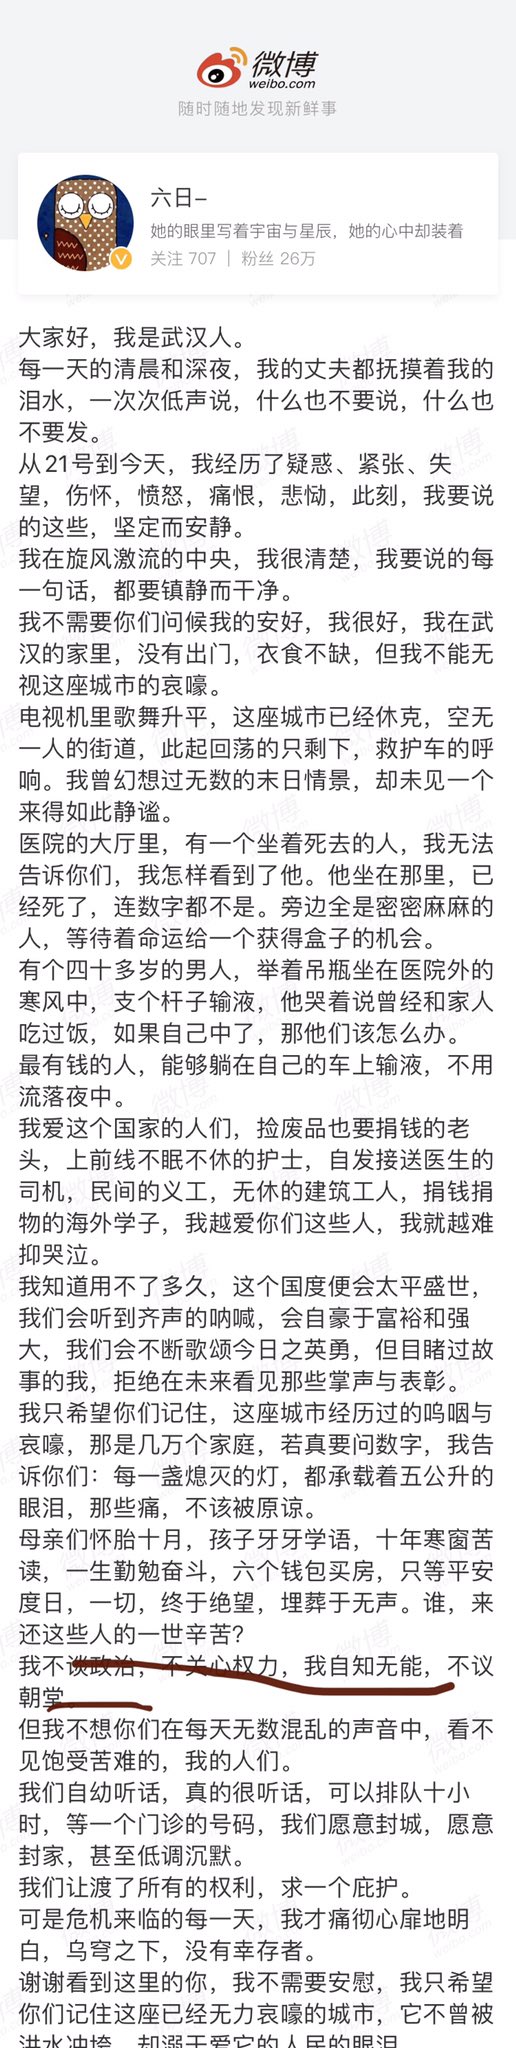 微博
weibo.com
随时随地发现新鲜事
六日-
她的眼里写着宇宙与星辰，她的心中却装着
关注 707 | 粉丝 26万
大家好，我是武汉人。
每一天的清晨和深夜，我的丈夫都抚摸着我的
泪水，一次次低声说，什么也不要说，什么也
不要发。
从21号到今天，我经历了疑惑、紧张、失
望，伤怀，愤怒，痛恨，悲恸，此刻，我要说
的这些，坚定而安静。
我在旋风激流的中央，我很清楚，我要说的每
一句话，都要镇静而干净。
我不需要你们问候我的安好，我很好，我在武
汉的家里，没有出门，衣食不缺，但我不能无
视这座城市的哀嚎。
电视机里歌舞升平，这座城市已经休克，空无
一人的街道，此起回荡的只剩下，救护车的呼
响。我曾幻想过无数的末日情景，却未见一个
来得如此静谧。
医院的大厅里，有一个坐着死去的人，我无法
告诉你们，我怎样看到了他。他坐在那里，已
经死了，连数字都不是。旁边全是密密麻麻的
人，等待着命运给一个获得盒子的机会。
有个四十多岁的男人，举着吊瓶坐在医院外的
寒风中，支个杆子输液，他哭着说曾经和家人
吃过饭，如果自己中了，那他们该怎么办。
最有钱的人，能够躺在自己的车上输液，不用
流落夜中。
我爱这个国家的人们，捡废品也要捐钱的老
头，上前线不眠不休的护士，自发接送医生的
司机，民间的义工，无休的建筑工人，捐钱捐
物的海外学子，我越爱你们这些人，我就越难
抑哭泣。
我知道用不了多久，这个国度便会太平盛世，
我们会听到齐声的呐喊，会自豪于富裕和强
大，我们会不断歌颂今日之英勇，但目睹过故
事的我，拒绝在未来看见那些掌声与表彰。
我只希望你们记住，这座城市经历过的呜咽与
哀嚎，那是几万个家庭，若真要问数字，我告
诉你们：每一盏熄灭的灯，都承载着五公升的
眼泪，那些痛，不该被原谅。
母亲们怀胎十月，孩子牙牙学语，十年寒窗苦
读，一生勤勉奋斗，六个钱包买房，只等平安
度日，一切，终于绝望，埋葬于无声。谁，来
还这些人的一世辛苦?
我不谈政治，不关心权力，我自知无能，不议
朝堂。
但我不想你们在每天无数混乱的声音中，看不
见饱受苦难的，我的人们。
我们自幼听话，真的很听话，可以排队十小
时，等一个门诊的号码，我们愿意封城，愿意
封家，甚至低调沉默。
我们让渡了所有的权利，求一个庇护。
可是危机来临的每一天，我才痛彻心扉地明
白，乌穹之下，没有幸存者。
谢谢看到这里的你，我不需要安慰，我只希望
你们记住这座已经无力哀嚎的城市，它不曾被
洪水冲垮，却溺于爱它的人民的眼泪